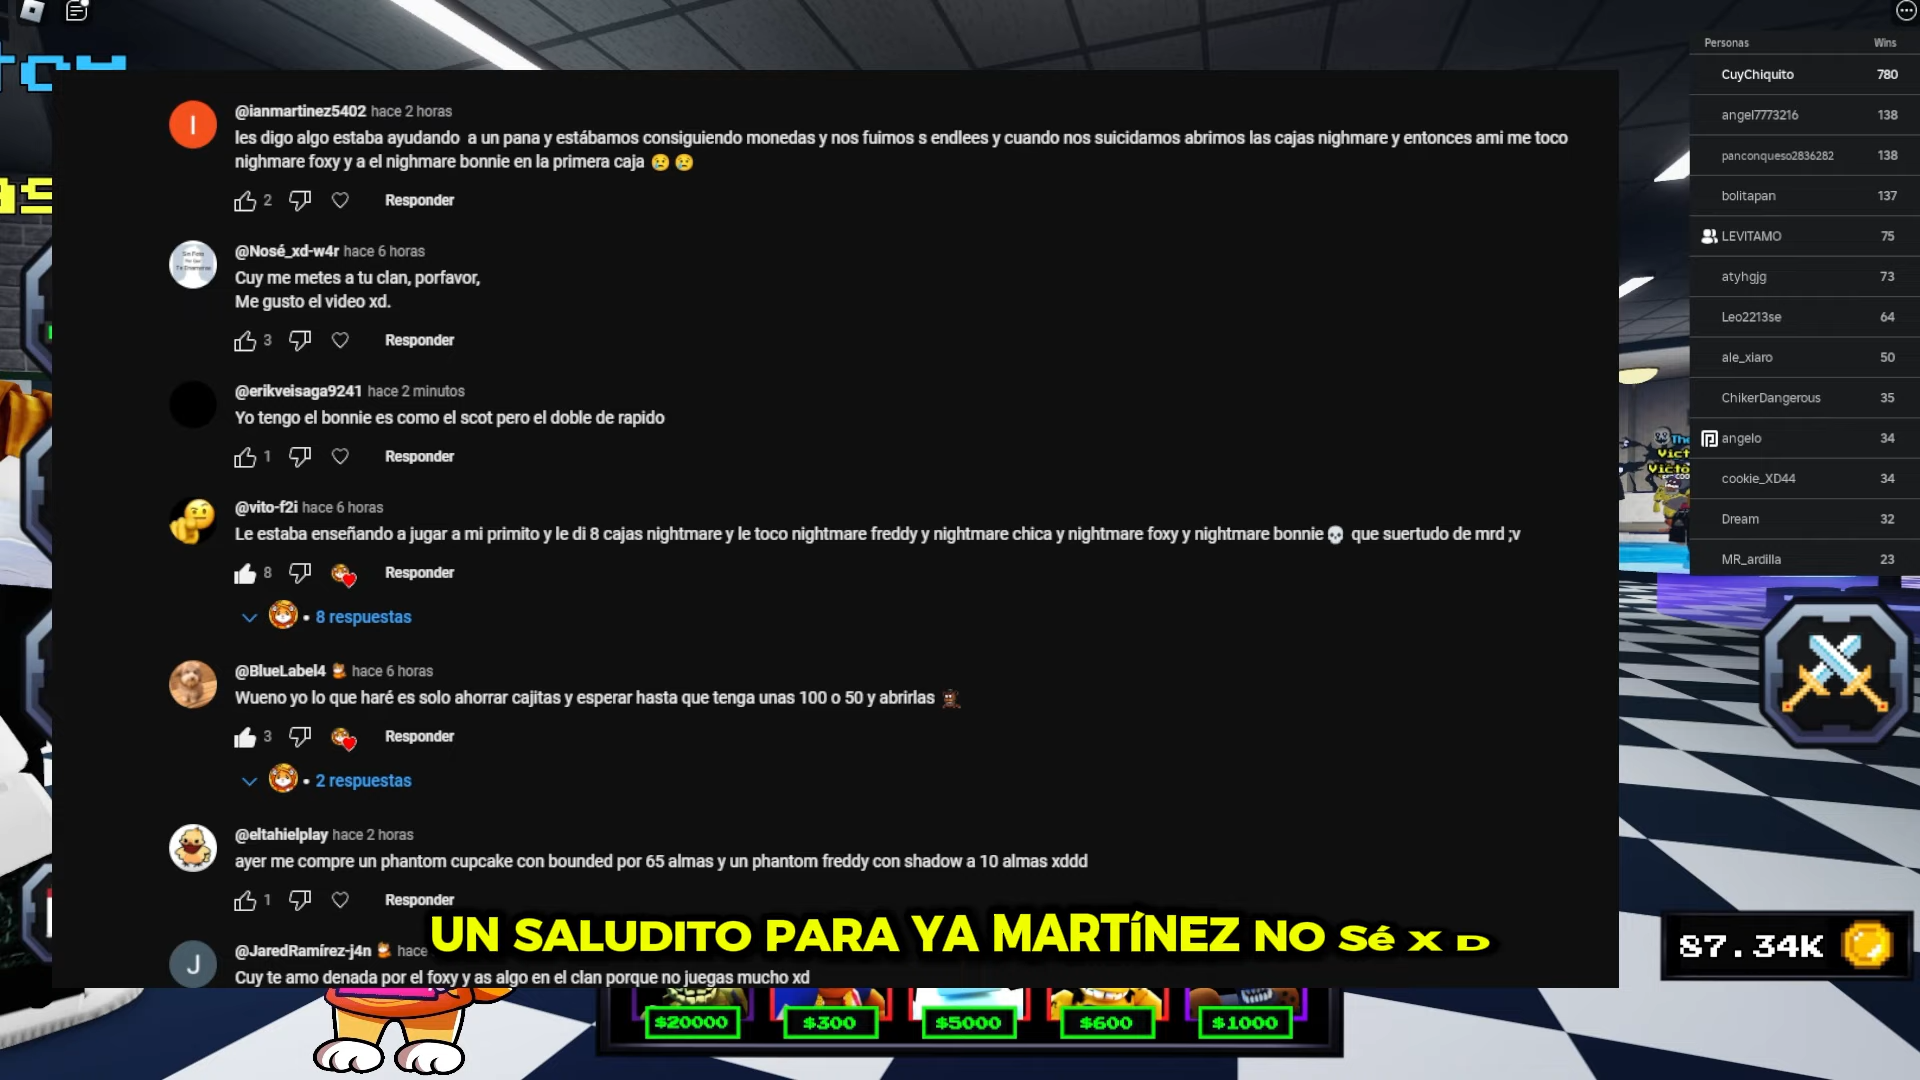 @ianmartinez5402 hace 2 horas
les digo algo estaba ayudando a un pana y estábamos consiguiendo monedas y nos fuimos s endlees y cuando nos suicidamos abrimos las cajas nighmare y entonces ami me toco
nighmare foxy y a el nighmare bonnie en la primera caja 😢 😢
2 Responder
@Nosé_xd-w4r hace 6 horas
Cuy me metes a tu clan, porfavor,
Me gusto el video xd.
3 Responder
@erikveisaga9241 hace 2 minutos
Yo tengo el bonnie es como el scot pero el doble de rapido
1 Responder
@vito-f2i hace 6 horas
Le estaba enseñando a jugar a mi primito y le di 8 cajas nightmare y le toco nightmare freddy y nightmare chica y nightmare foxy y nightmare bonnie💀 que suertudo de mrd ;v
8 Responder
• 8 respuestas
@BlueLabel4 hace 6 horas
Wueno yo lo que haré es solo ahorrar cajitas y esperar hasta que tenga unas 100 o 50 y abrirlas
3 Responder
• 2 respuestas
@eltahielplay hace 2 horas
ayer me compre un phantom cupcake con bounded por 65 almas y un phantom freddy con shadow a 10 almas xddd
1 Responder
UN SALUDITO PARA YA MARTíNEZ NO Sé X D
J
@JaredRamírez-j4n hace
Cuy te amo denada por el foxy y as algo en el clan porque no juegas mucho xd
$20000 $300 $5000 $600 $1000
Personas Wins
CuyChiquito 780
angel7773216 138
panconqueso2836282 138
bolitapan 137
LEVITAMO 75
atyhgjg 73
Leo2213se 64
ale_xiaro 50
ChikerDangerous 35
angelo 34
cookie_XD44 34
Dream 32
MR_ardilla 23
87.34K